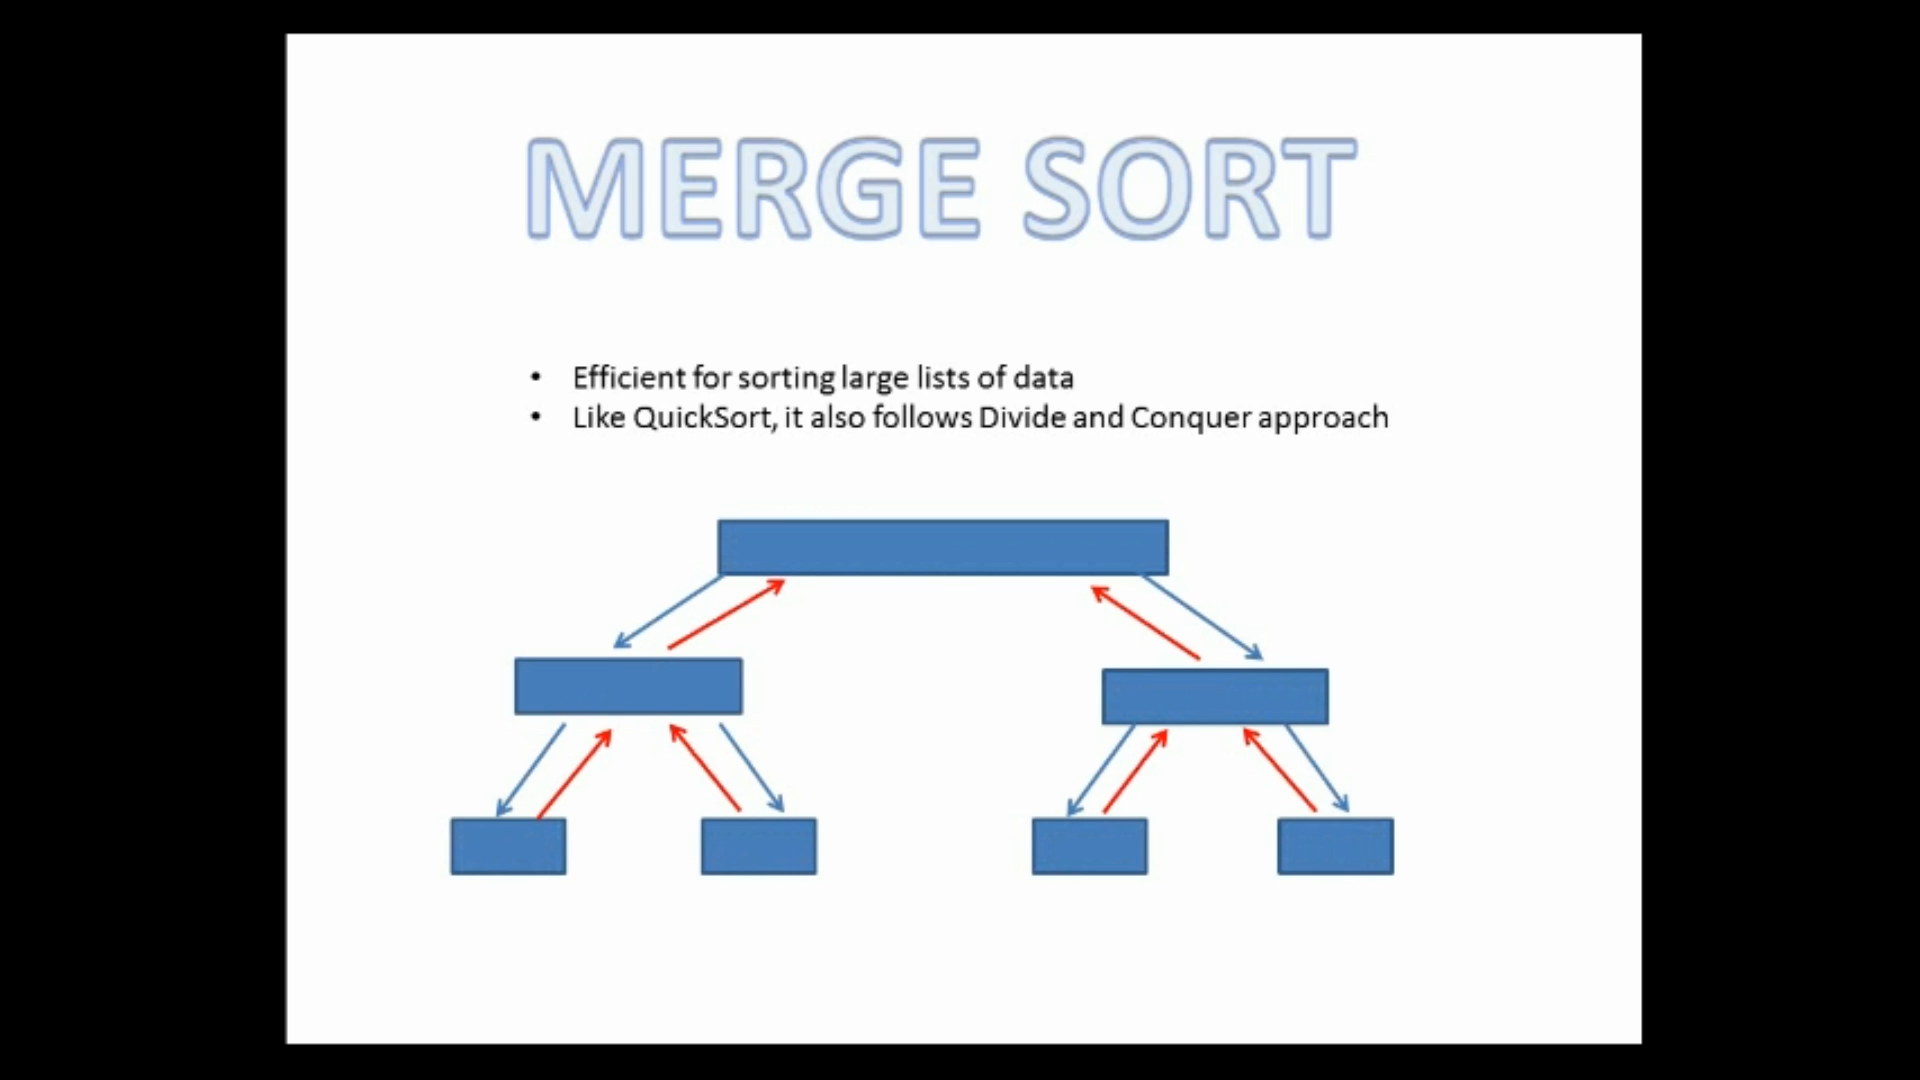 MERGE SORT
• Efficient for sorting large lists of data
• Like QuickSort, it also follows Divide and Conquer approach